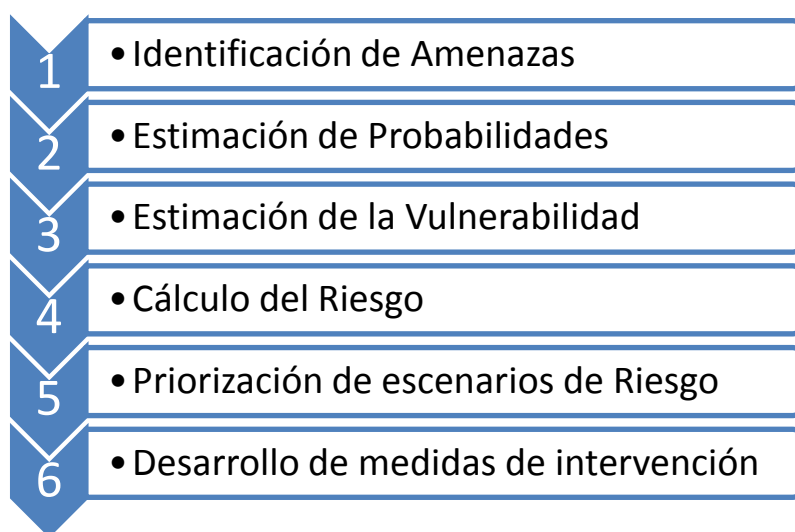 1 • Identificación de Amenazas
2 • Estimación de Probabilidades
3 • Estimación de la Vulnerabilidad
4 • Cálculo del Riesgo
5 • Priorización de escenarios de Riesgo
6 • Desarrollo de medidas de intervención